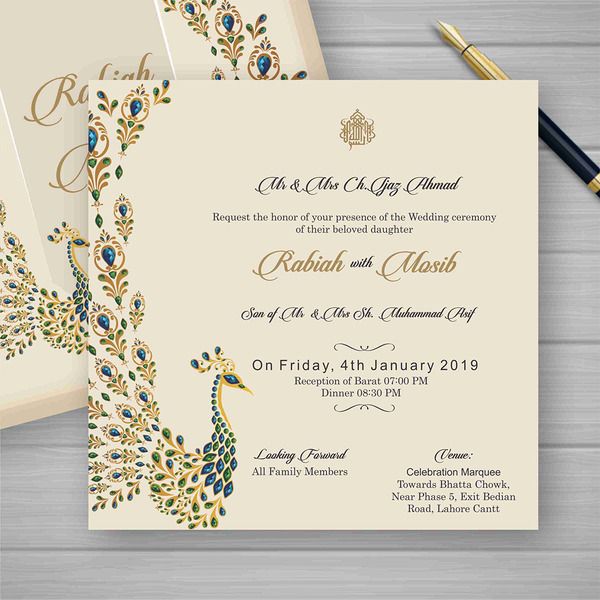 Rabiah
M
Mr & Mrs Ch. Ijaz Ahmad
Request the honor of your presence of the Wedding ceremony
of their beloved daughter
Rabiah with Mosib
Son of Mr & Mrs Sh. Muhammad Asif
On Friday, 4th January 2019
Reception of Barat 07:00 PM
Dinner 08:30 PM
Looking Forward
All Family Members
Venue:
Celebration Marquee
Towards Bhatta Chowk,
Near Phase 5, Exit Bedian
Road, Lahore Cantt